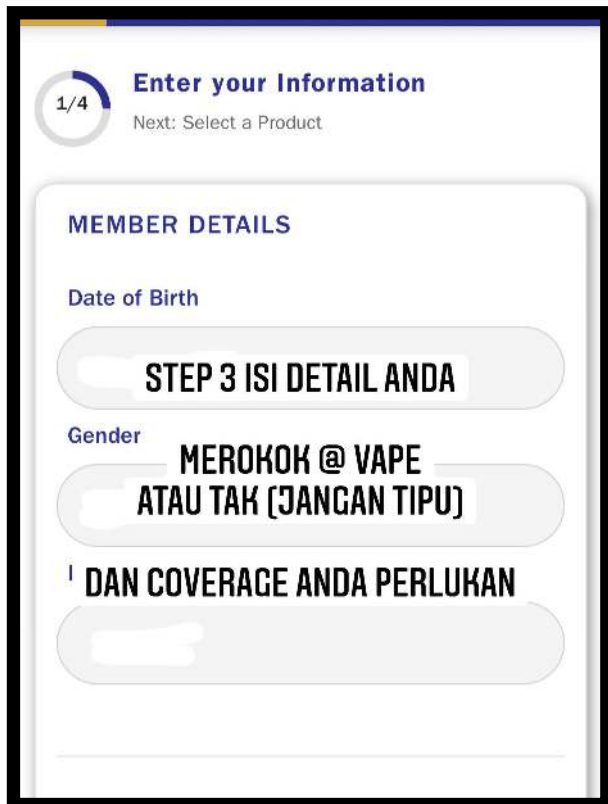 1/4
Enter your Information
Next: Select a Product
MEMBER DETAILS
Date of Birth
STEP 3 ISI DETAIL ANDA
Gender
MEROKOK @ VAPE
ATAU TAK (JANGAN TIPU)
DAN COVERAGE ANDA PERLUKAN